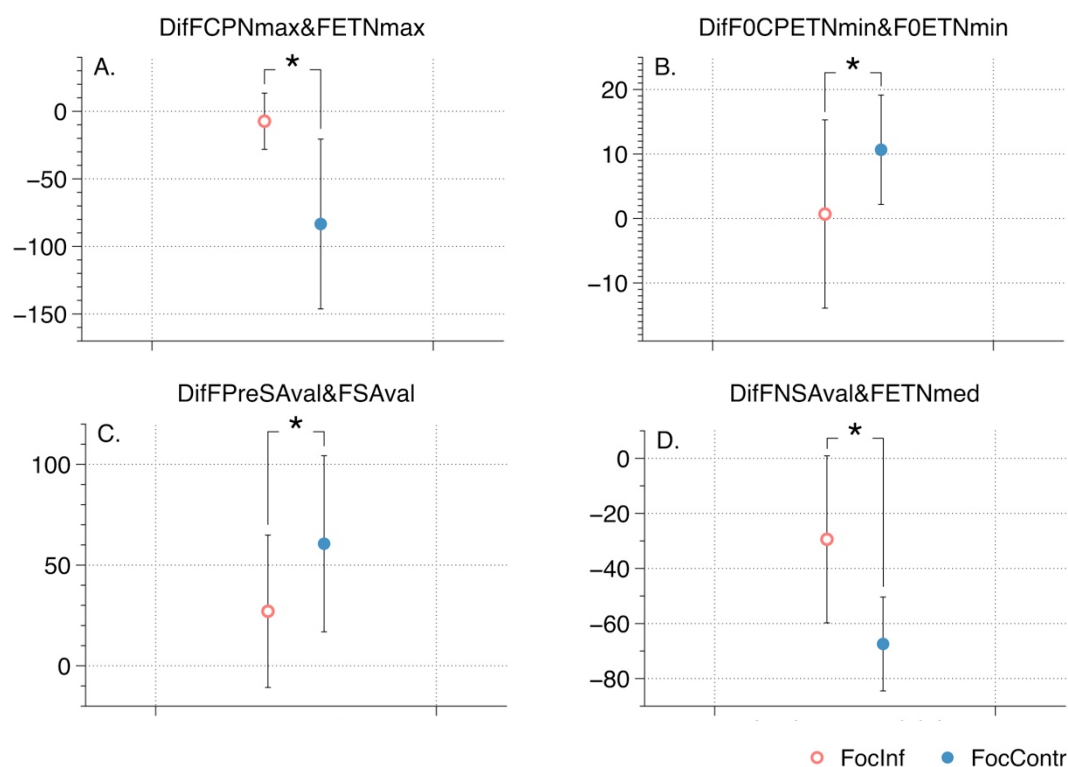 DifFCPNmax&FETNmax
A.
*
0
−50
−100
−150
DifF0CPETNmin&F0ETNmin
B.
*
20
10
0
−10
DifFPreSAval&FSAval
C.
*
100
50
0
DifFNSAval&FETNmed
D.
*
0
−20
−40
−60
−80
FocInf
FocContr